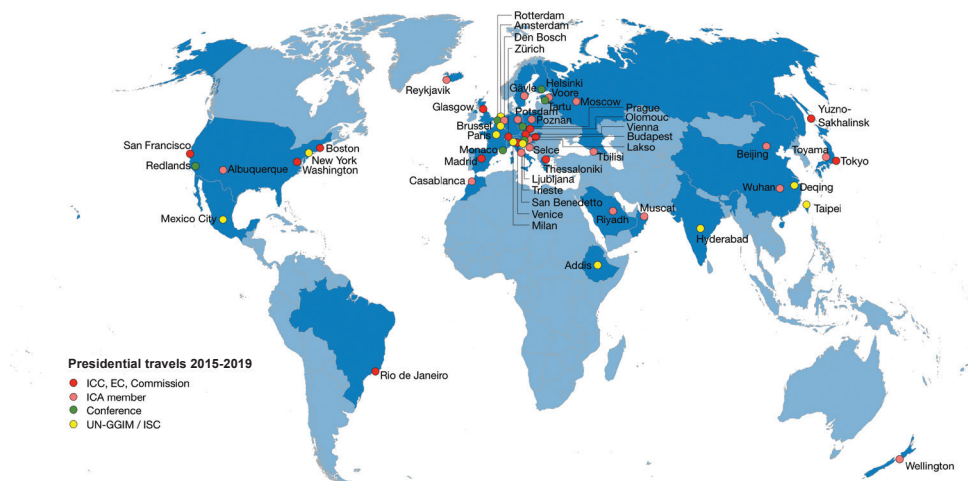 Rotterdam
Amsterdam
Den Bosch
Zürich
Reykjavik
Glasgow
Gävle
Helsinki
Voore
Tartu
Moscow
Potsdam
Poznan
Brussel
Paris
Prague
Olomouc
Vienna
Budapest
Lakso
Yuzno-
Sakhalinsk
San Francisco
Boston
New York
Washington
Redlands
Albuquerque
Monaco
Madrid
Selce
Tbilisi
Thessaloniki
Beijing
Toyama
Tokyo
Casablanca
Ljubljana
Trieste
San Benedetto
Venice
Milan
Wuhan
Deqing
Taipei
Mexico City
Riyadh
Muscat
Hyderabad
Addis
Rio de Janeiro
Wellington
Presidential travels 2015-2019
ICC, EC, Commission
ICA member
Conference
UN-GGIM / ISC